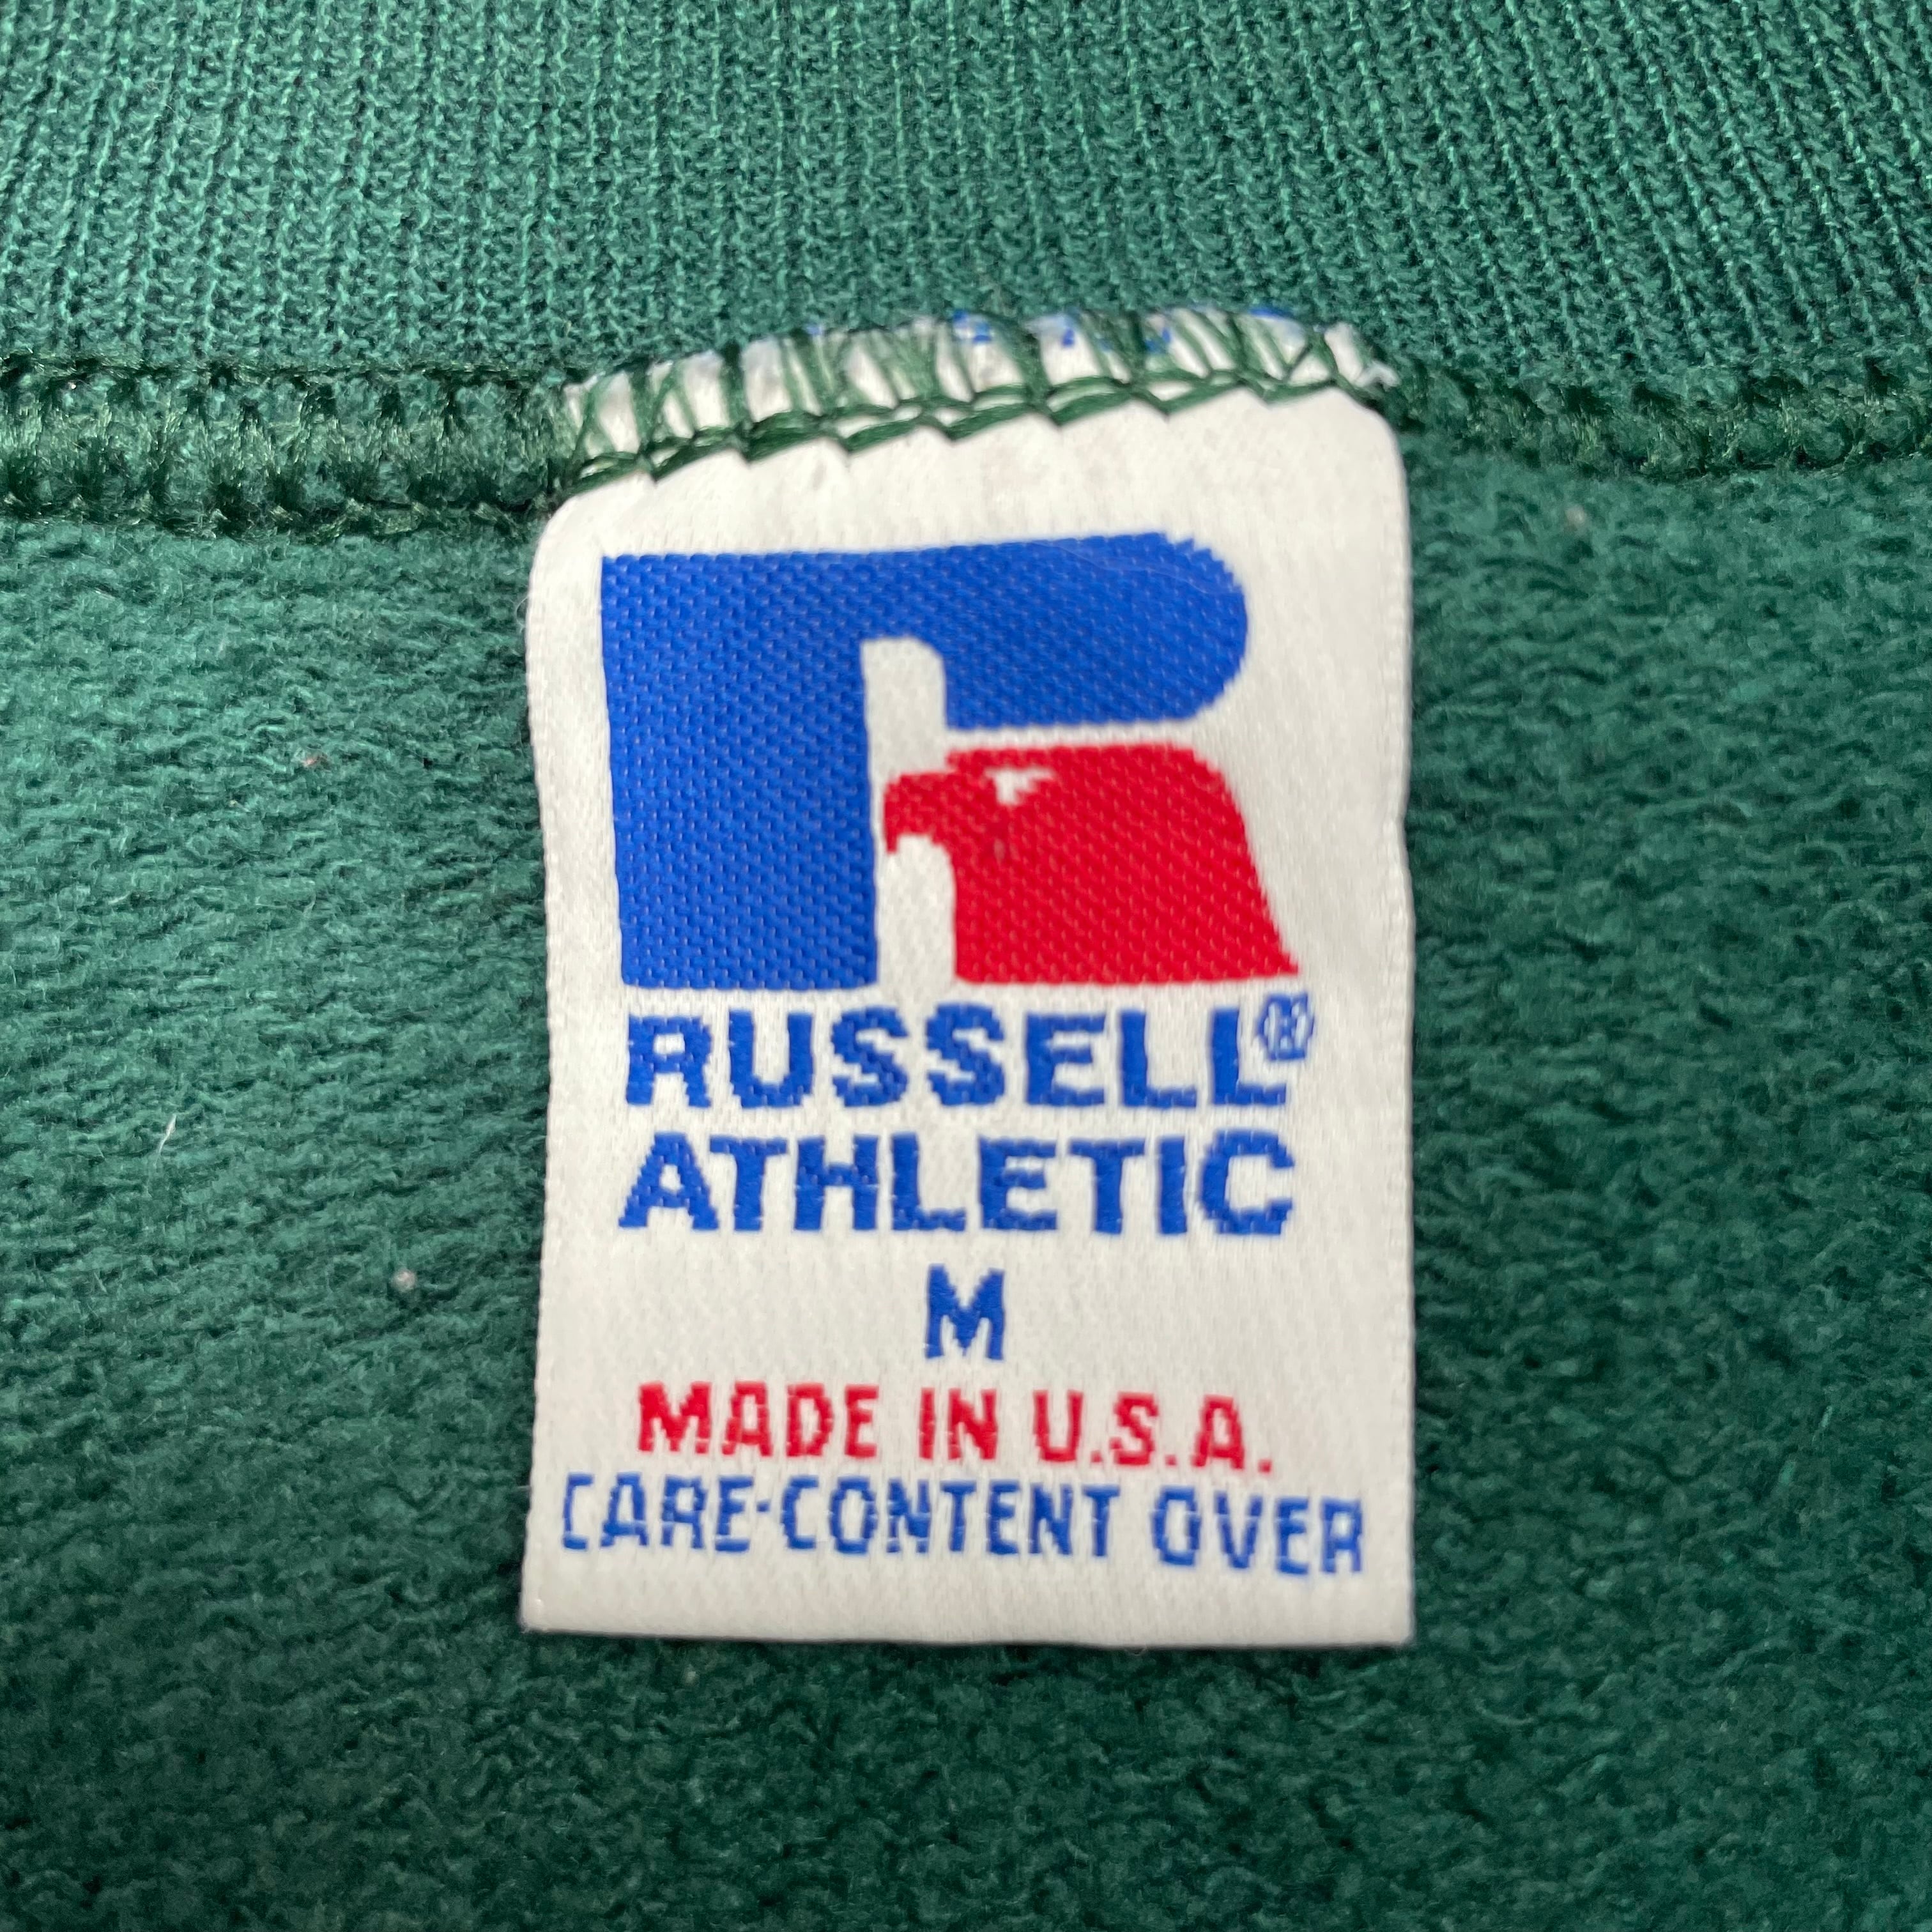 RUSSELL®
ATHLETIC
M
MADE IN U.S.A.
CARE-CONTENT OVER